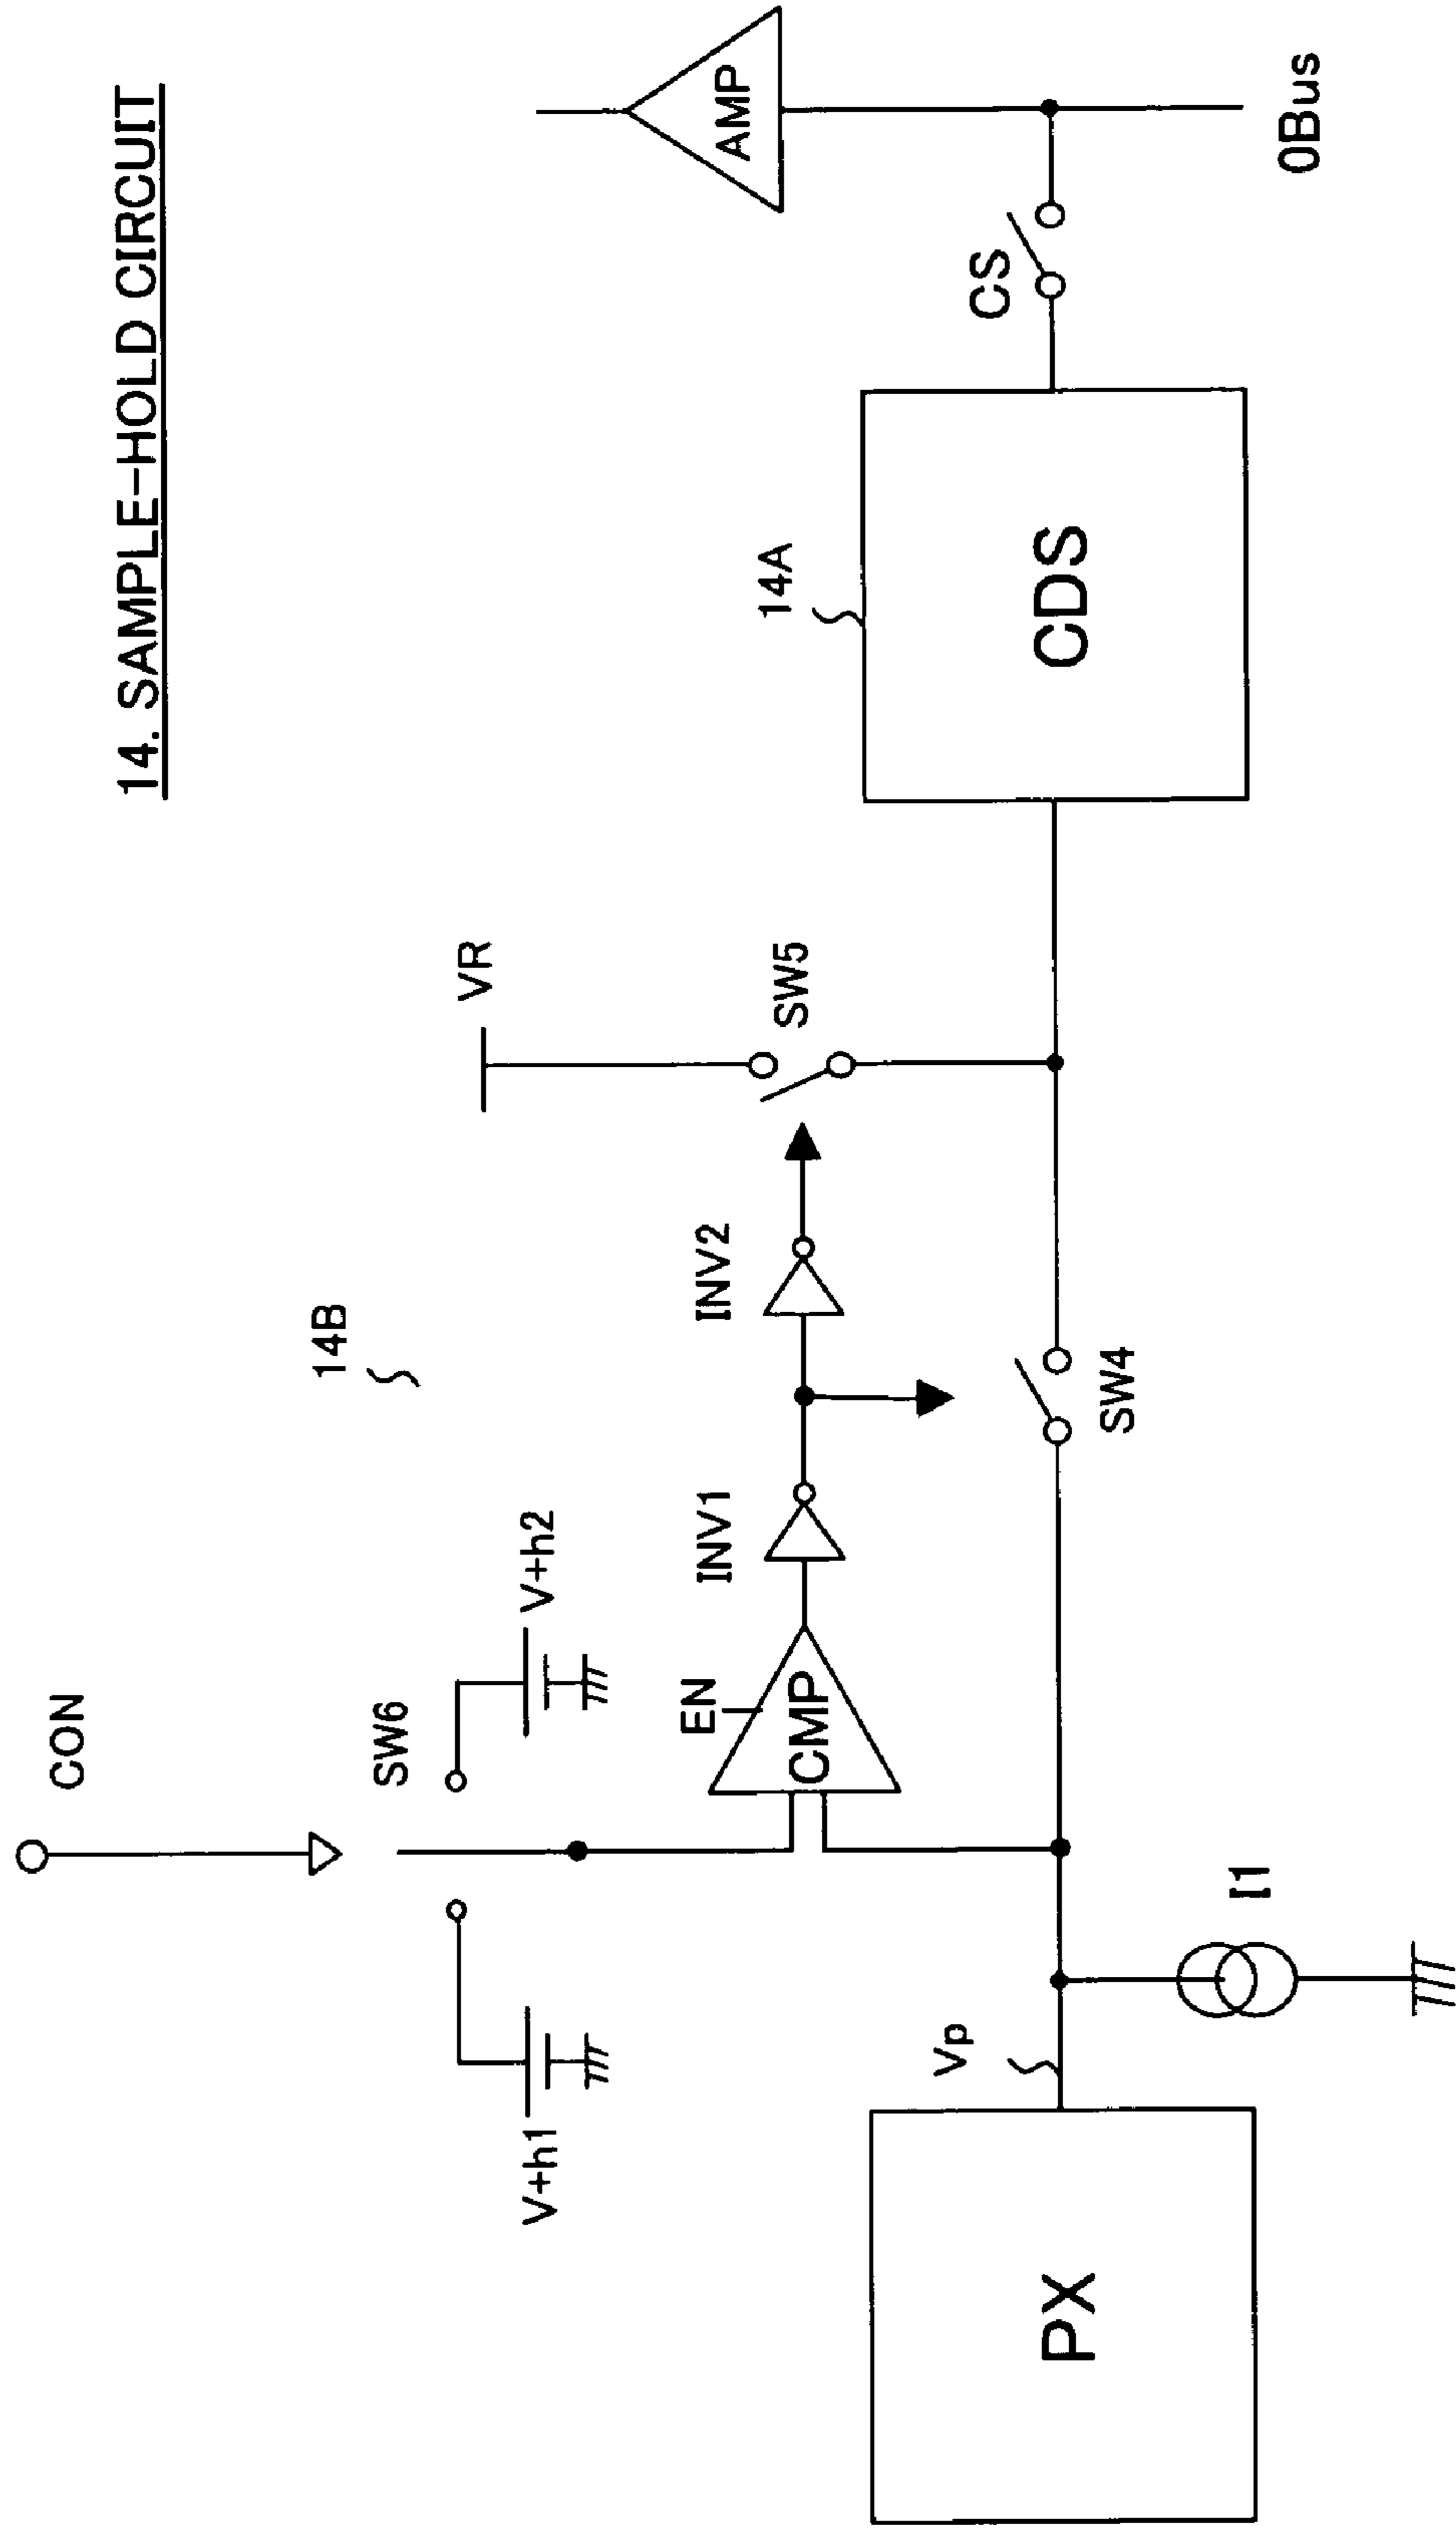 14. SAMPLE-HOLD CIRCUIT
CON
14B
SW6
V+h1
V+h2
VR
EN
CMP
INV1
INV2
SW5
14A
AMP
CS
Vp
PX
I1
SW4
CDS
0Bus